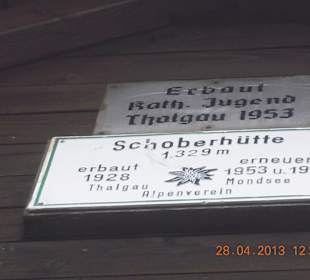 Erbaut
Kath. Jugend
Thalgau 1953
Schoberhütte
1.329 m
erbaut
1928
Thalgau
erneuer
1953 u. 19
Mondsee
Alpenverein
28.04.2013 12: